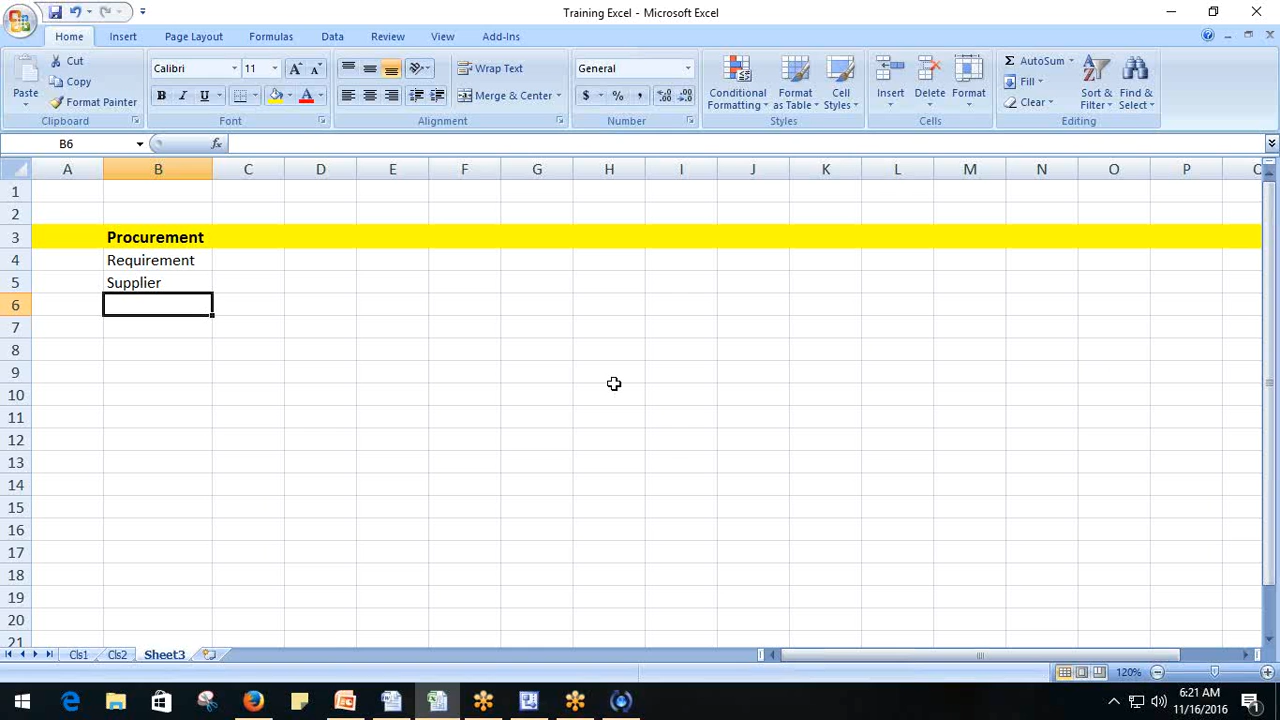 Training Excel - Microsoft Excel
Home Insert Page Layout Formulas Data Review View Add-Ins
Paste
Cut
Copy
Format Painter
Clipboard
Calibri 11
B I U A
Font
Wrap Text
Merge & Center
Alignment
General
$ % ,
Number
Conditional Formatting
Format as Table
Cell Styles
Styles
Insert
Delete
Format
Cells
Σ AutoSum
Fill
Clear
Sort & Filter
Find & Select
Editing
B6 fx
A B C D E F G H I J K L M N O P
1
2
3 Procurement
4 Requirement
5 Supplier
6
7
8
9
10
11
12
13
14
15
16
17
18
19
20
21
Cls1 Cls2 Sheet3
120%
6:21 AM
11/16/2016